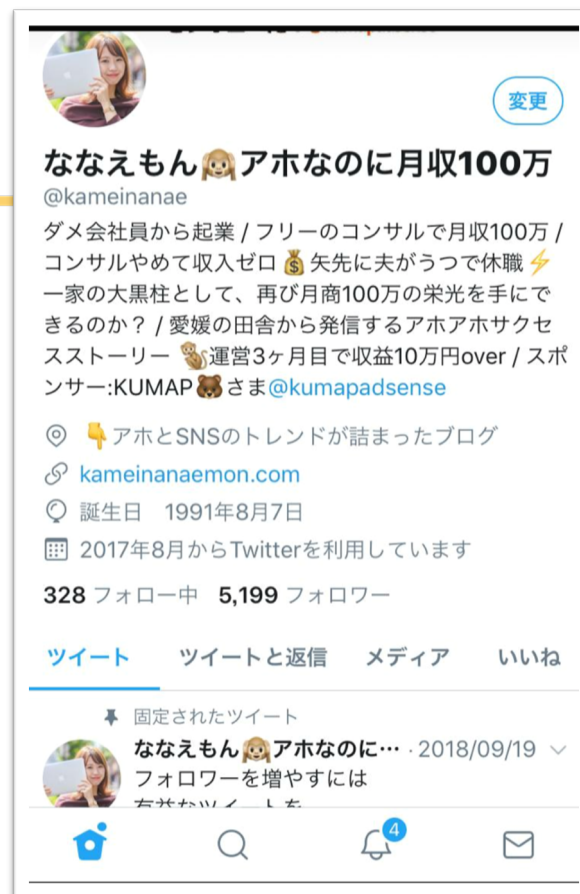 変更
ななえもん🙉アホなのに月収100万
@kameinanae
ダメ会社員から起業 / フリーのコンサルで月収100万 /
コンサルやめて収入ゼロ💰矢先に夫がうつで休職⚡
一家の大黒柱として、再び月商100万の栄光を手にで
きるのか？ / 愛媛の田舎から発信するアホアホサクセ
スストーリー 🐒運営3ヶ月目で収益10万円over / スポ
ンサー:KUMAP🐻さま@kumapadsense
👇アホとSNSのトレンドが詰まったブログ
kameinanaemon.com
誕生日 1991年8月7日
2017年8月からTwitterを利用しています
328 フォロー中 5,199 フォロワー
ツイート ツイートと返信 メディア いいね
固定されたツイート
ななえもん🙉アホなのに… · 2018/09/19
フォロワーを増やすには
有益なツイートを
4